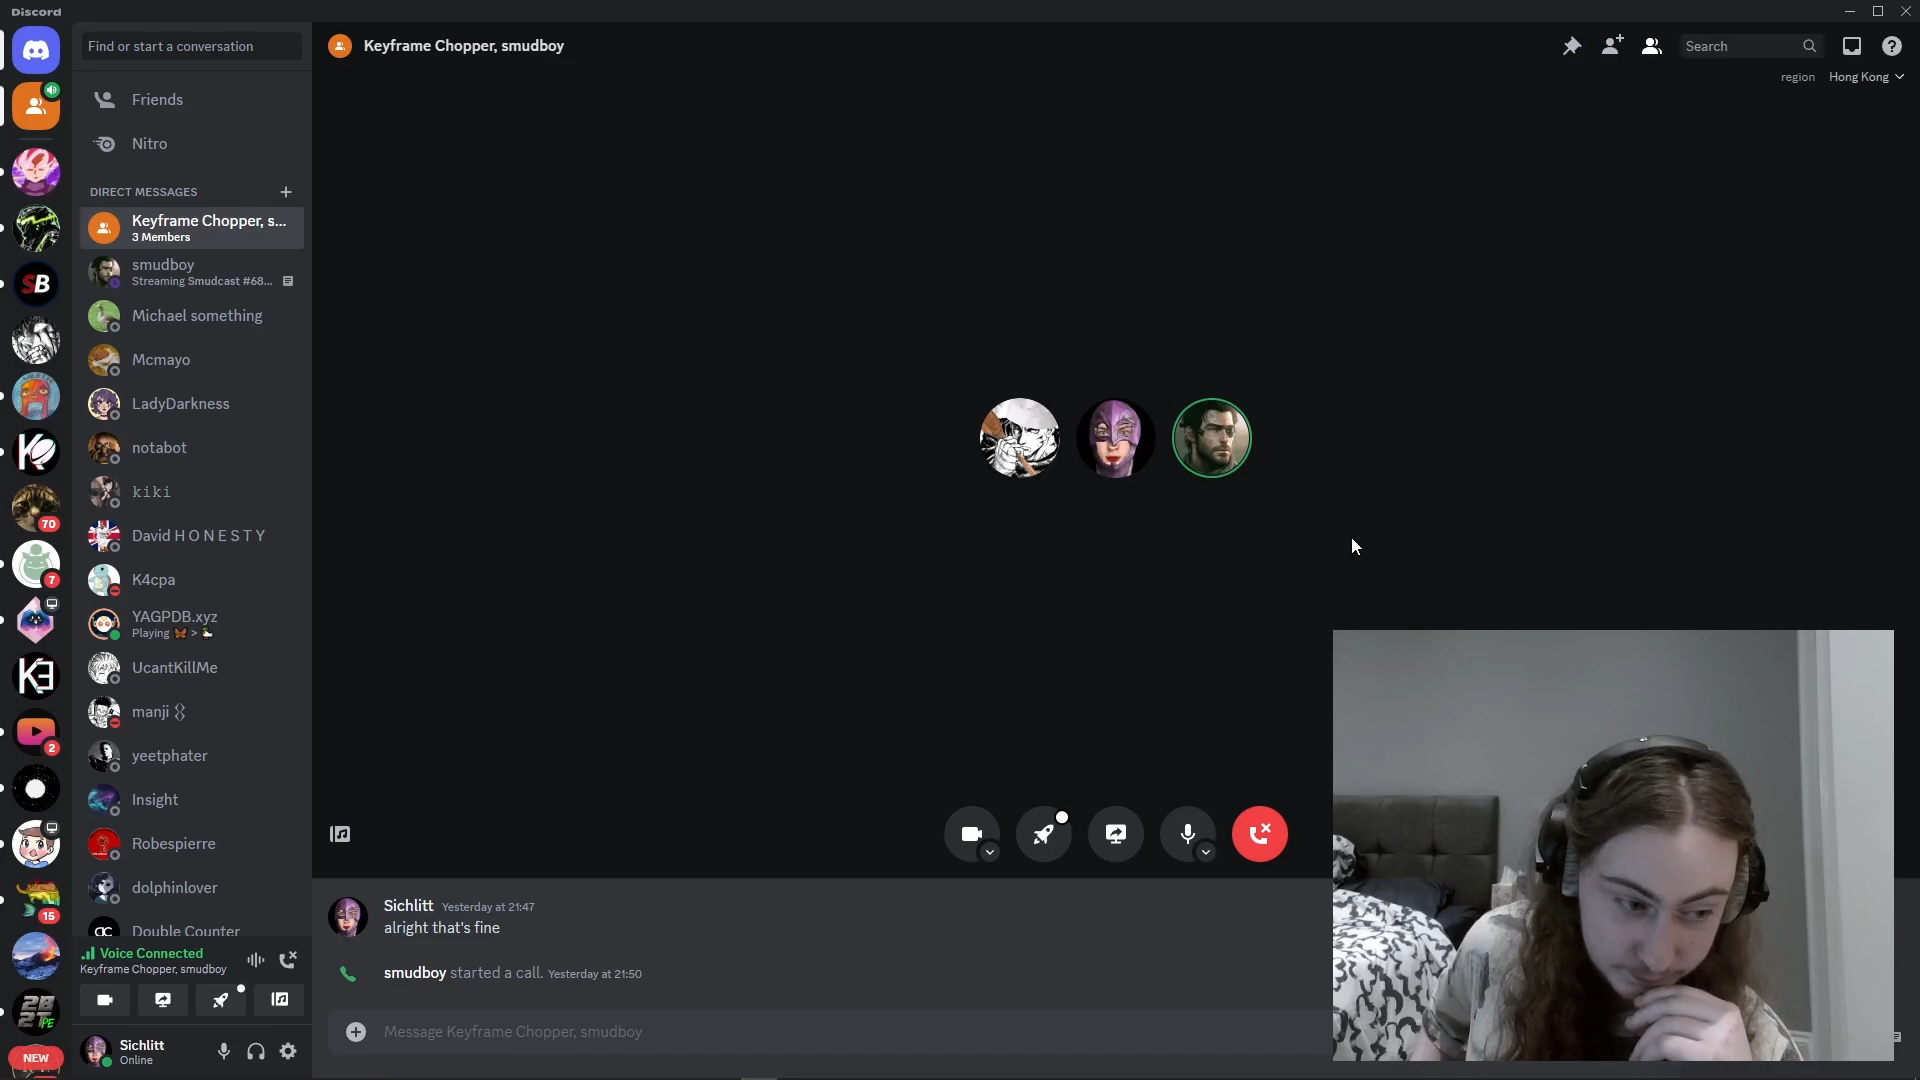 Discord
Find or start a conversation
Keyframe Chopper, smudboy
Search
region Hong Kong
Friends
Nitro
DIRECT MESSAGES
Keyframe Chopper, s...
3 Members
smudboy
Streaming Smudcast #68...
Michael something
Mcmayo
LadyDarkness
notabot
kiki
David H O N E S T Y
K4cpa
YAGPDB.xyz
Playing 🦋 > 🦆
UcantKillMe
manji
yeetphater
Insight
Robespierre
dolphinlover
Double Counter
SB
70
7
K3
2
15
NEW
Voice Connected
Keyframe Chopper, smudboy
Sichlitt
Online
Sichlitt Yesterday at 21:47
alright that's fine
smudboy started a call. Yesterday at 21:50
Message Keyframe Chopper, smudboy